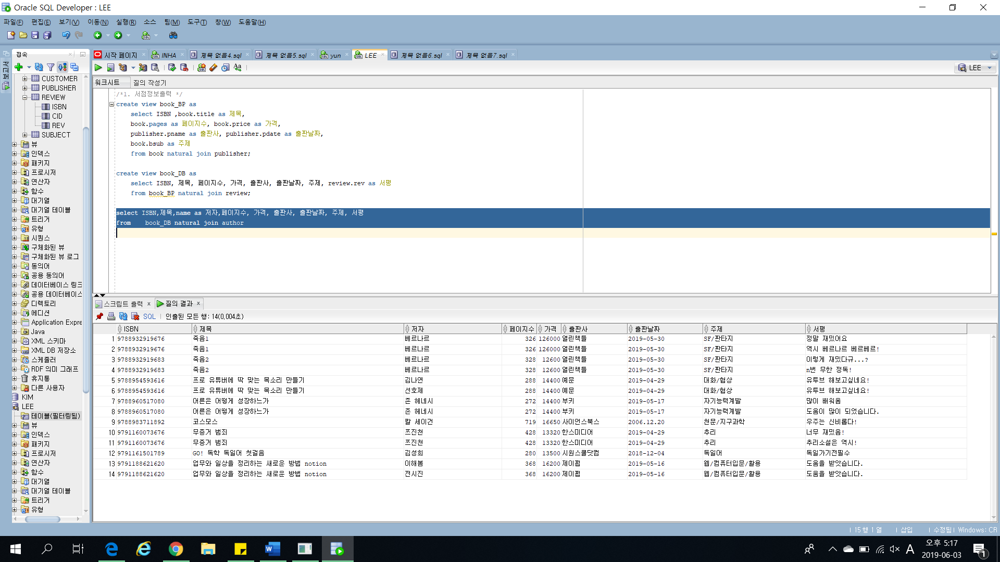 Oracle SQL Developer : LEE
파일(F) 편집(E) 보기(V) 이동(N) 실행(R) 소스 팀(M) 도구(T) 창(W) 도움말(H)
접속
시작 페이지 INHA 제목 없음4.sql 제목 없음5.sql yun LEE 제목 없음6.sql 제목 없음7.sql
LEE
워크시트 질의 작성기
CUSTOMER
PUBLISHER
REVIEW
ISBN
CID
REV
SUBJECT
뷰
인덱스
패키지
프로시저
연산자
함수
대기열
대기열 테이블
트리거
유형
시퀀스
구체화된 뷰
구체화된 뷰 로그
동의어
공용 동의어
데이터베이스 링크
공용 데이터베이스
디렉토리
에디션
Application Expre
Java
XML 스키마
XML DB 저장소
스케줄러
RDF 의미 그래프
휴지통
다른 사용자
KIM
LEE
테이블(필터링됨)
뷰
인덱스
패키지
프로시저
연산자
함수
대기열
대기열 테이블
트리거
유형
/*1. 서점정보출력 */
create view book_BP as
select ISBN ,book.title as 제목,
book.pages as 페이지수, book.price as 가격,
publisher.pname as 출판사, publisher.pdate as 출판날짜,
book.bsub as 주제
from book natural join publisher;
create view book_DB as
select ISBN, 제목, 페이지수, 가격, 출판사, 출판날짜, 주제, review.rev as 서평
from book_BP natural join review;
select ISBN,제목,name as 저자,페이지수, 가격, 출판사, 출판날짜, 주제, 서평
from book_DB natural join author
스크립트 출력 질의 결과
SQL 인출된 모든 행: 14(0,004초)
ISBN 제목 저자 페이지수 가격 출판사 출판날짜 주제 서평
1 9788932919676 죽음1 베르나르 326 126000 열린책들 2019-05-30 SF/판타지 정말 재밌어요
2 9788932919676 죽음1 베르나르 326 126000 열린책들 2019-05-30 SF/판타지 역시 베르나르 베르베르!
3 9788932919683 죽음2 베르나르 328 12600 열린책들 2019-05-30 SF/판타지 이렇게 재밌다규...?
4 9788932919683 죽음2 베르나르 328 12600 열린책들 2019-05-30 SF/판타지 n번 무한 정독!
5 9788954593616 프로 유튜버에 딱 맞는 목소리 만들기 김나연 288 14400 예문 2019-04-29 대화/협상 유투브 해보고싶네요!
6 9788954593616 프로 유튜버에 딱 맞는 목소리 만들기 선호제 288 14400 예문 2019-04-29 대화/협상 유투브 해보고싶네요!
7 9788960517080 어른은 어떻게 성장하느가 존 헤네시 272 14400 부키 2019-05-17 자기능력계발 많이 배워욤
8 9788960517080 어른은 어떻게 성장하느가 존 헤네시 272 14400 부키 2019-05-17 자기능력계발 도움이 많이 되었습니다.
9 9788983711892 코스모스 칼 세이건 719 16650 사이언스북스 2006.12.20 천문/지구과학 우주는 신비롭다!
10 9791160073676 무증거 범죄 쯔진천 428 13320 한스미디어 2019-04-29 추리 너무 재밌음!
11 9791160073676 무증거 범죄 쯔진천 428 13320 한스미디어 2019-04-29 추리 추리소설은 역시!
12 9791161501789 GO! 독학 독일어 첫걸음 김성희 280 13500 시원스쿨닷컴 2018-12-04 독일어 독일가기전필수
13 9791188621620 업무와 일상을 정리하는 새로운 방법 notion 이해봄 368 16200 제이펍 2019-05-16 웹/컴퓨터입문/활용 도움을 받앗습니다.
14 9791188621620 업무와 일상을 정리하는 새로운 방법 notion 전시진 368 16200 제이펍 2019-05-16 웹/컴퓨터입문/활용 도움을 받앗습니다.
15 행 1 열 삽입 수정됨 Windows: CR
A
오후 5:17
2019-06-03
1